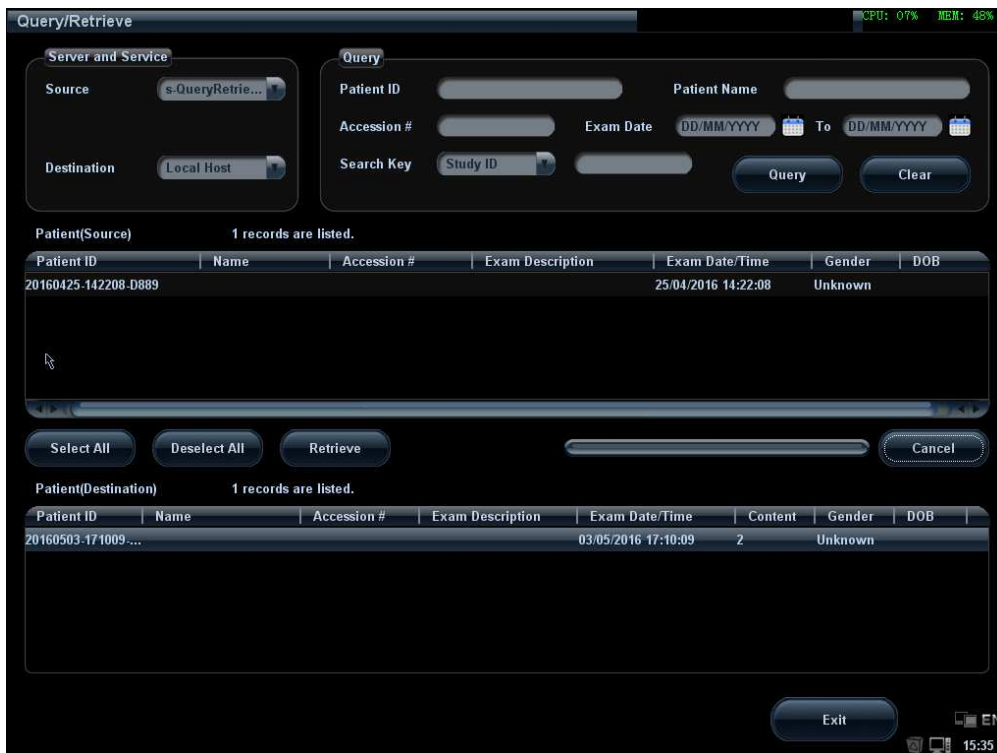 Query/Retrieve
CPU: 07% MEM: 48%
Server and Service
Query
Source s-QueryRetrie...
Patient ID
Patient Name
Accession #
Exam Date DD/MM/YYYY To DD/MM/YYYY
Destination Local Host
Search Key Study ID
Query Clear
Patient(Source) 1 records are listed.
Patient ID Name Accession # Exam Description Exam Date/Time Gender DOB
20160425-142208-D889 25/04/2016 14:22:08 Unknown
Select All Deselect All Retrieve Cancel
Patient(Destination) 1 records are listed.
Patient ID Name Accession # Exam Description Exam Date/Time Content Gender DOB
20160503-171009-... 03/05/2016 17:10:09 2 Unknown
Exit
EN
15:35